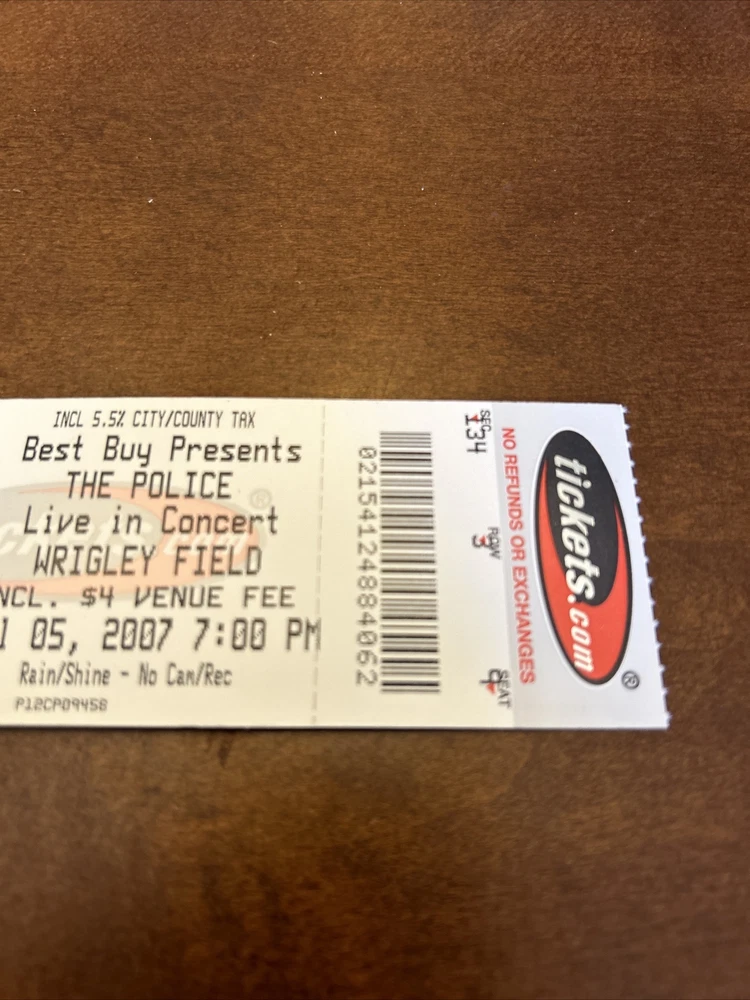 INCL 5.5% CITY/COUNTY TAX
Best Buy Presents
THE POLICE
Live in Concert
WRIGLEY FIELD
NCL. $4 VENUE FEE
l 05, 2007 7:00 PM
Rain/Shine - No Cam/Rec
P12CP09458
02154124884062
SEC
134
ROW
3
SEAT
NO REFUNDS OR EXCHANGES
tickets.com®